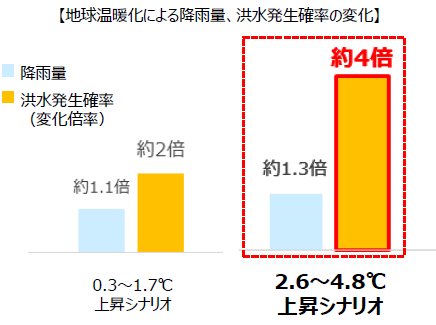 【地球温暖化による降雨量、洪水発生確率の変化】
降雨量
洪水発生確率
（変化倍率）
約1.1倍
約2倍
約1.3倍
約4倍
0.3～1.7℃
上昇シナリオ
2.6～4.8℃
上昇シナリオ